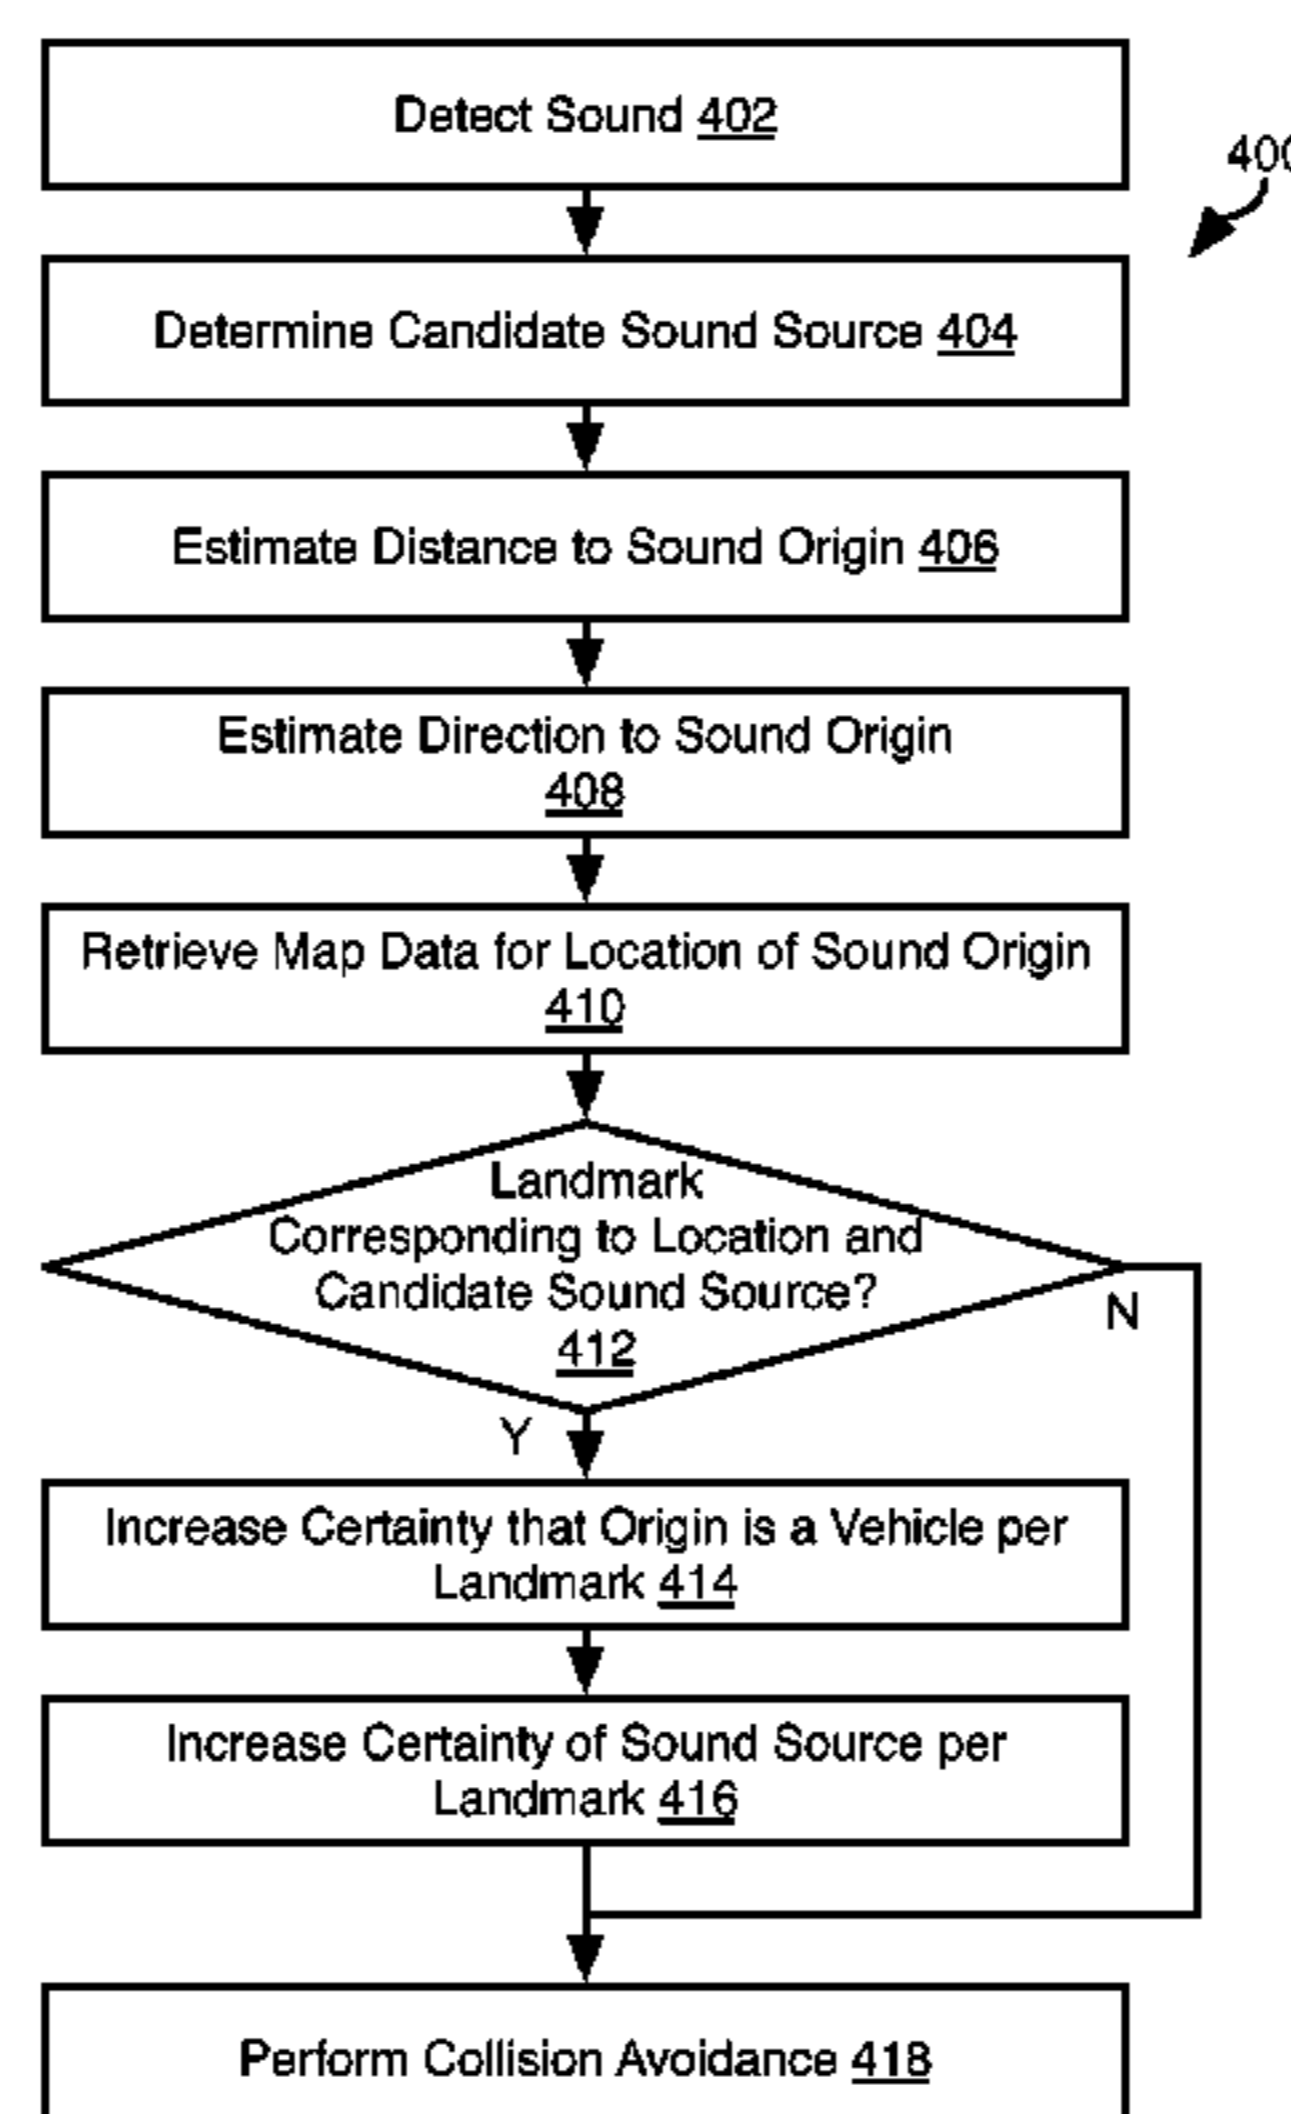 Detect Sound 402
400
Determine Candidate Sound Source 404
Estimate Distance to Sound Origin 406
Estimate Direction to Sound Origin
408
Retrieve Map Data for Location of Sound Origin
410
Landmark
Corresponding to Location and
Candidate Sound Source?
412
N
Y
Increase Certainty that Origin is a Vehicle per
Landmark 414
Increase Certainty of Sound Source per
Landmark 416
Perform Collision Avoidance 418